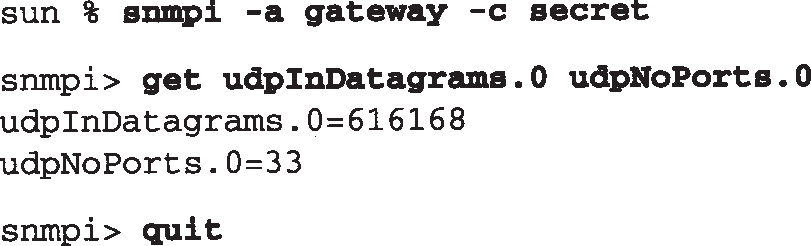 sun % snmpi -a gateway -c secret
snmpi> get udpInDatagrams.0 udpNoPorts.0
udpInDatagrams.0=616168
udpNoPorts.0=33
snmpi> quit